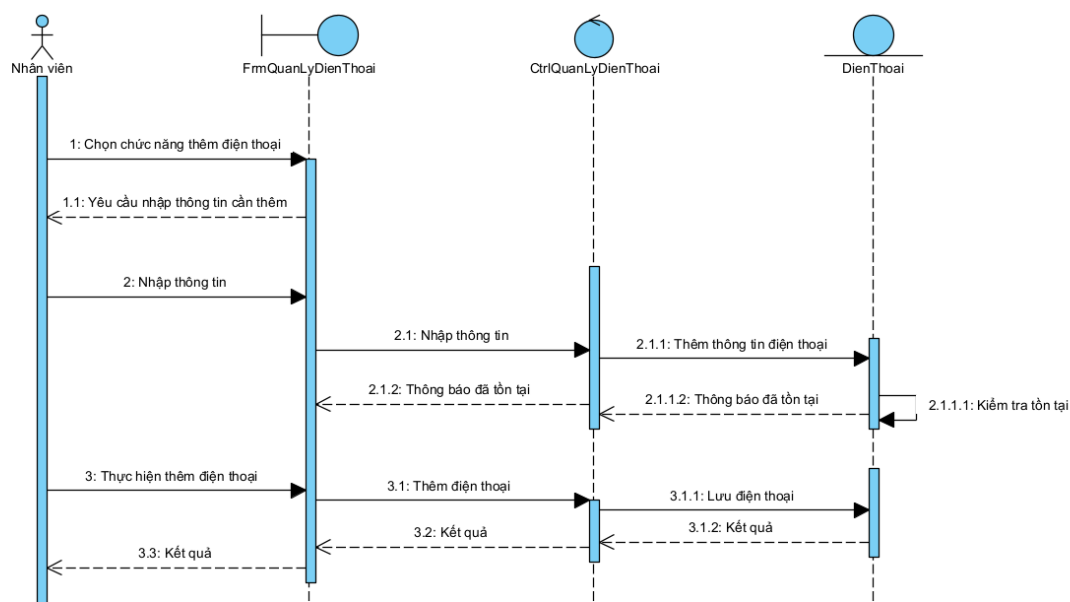 Nhân viên
FrmQuanLyDienThoai
CtrlQuanLyDienThoai
DienThoai
1: Chọn chức năng thêm điện thoại
1.1: Yêu cầu nhập thông tin cần thêm
2: Nhập thông tin
2.1: Nhập thông tin
2.1.1: Thêm thông tin điện thoại
2.1.2: Thông báo đã tồn tại
2.1.1.2: Thông báo đã tồn tại
2.1.1.1: Kiểm tra tồn tại
3: Thực hiện thêm điện thoại
3.1: Thêm điện thoại
3.1.1: Lưu điện thoại
3.1.2: Kết quả
3.2: Kết quả
3.3: Kết quả